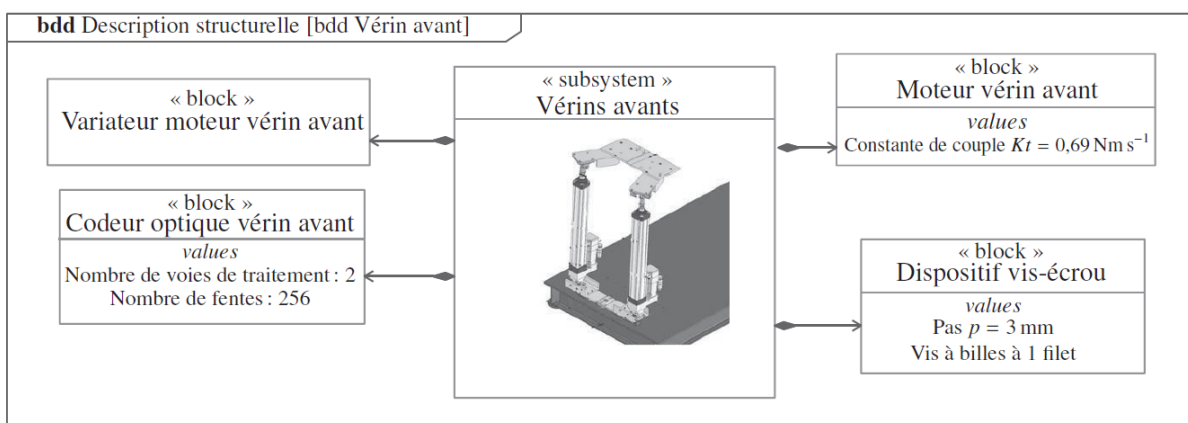 bdd Description structurelle [bdd Vérin avant]
« block »
Variateur moteur vérin avant
« block »
Codeur optique vérin avant
values
Nombre de voies de traitement : 2
Nombre de fentes : 256
« subsystem »
Vérins avants
« block »
Moteur vérin avant
values
Constante de couple Kt = 0,69 Nm s⁻¹
« block »
Dispositif vis-écrou
values
Pas p = 3 mm
Vis à billes à 1 filet